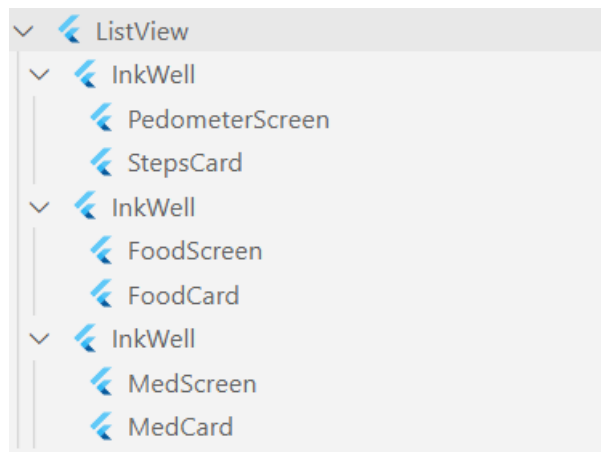 ListView
InkWell
PedometerScreen
StepsCard
InkWell
FoodScreen
FoodCard
InkWell
MedScreen
MedCard